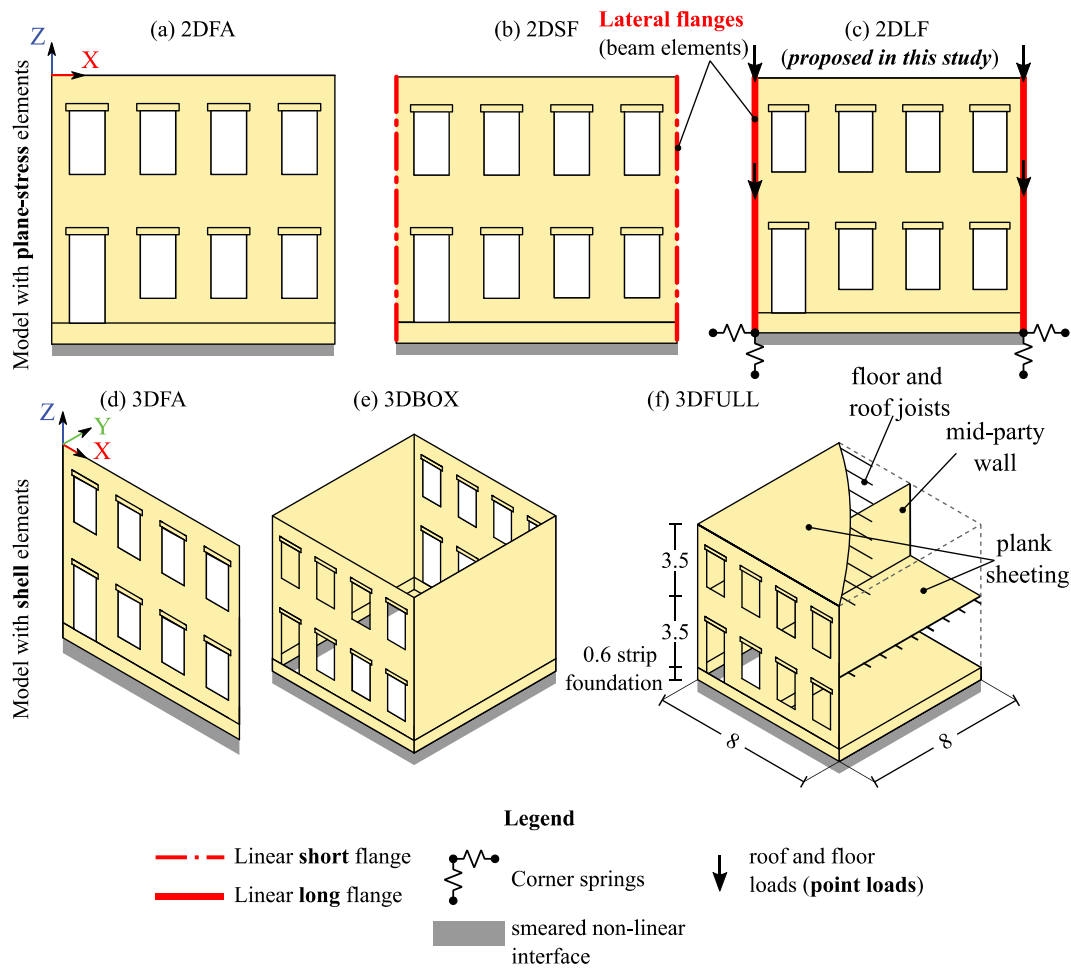 (a) 2DFA
(b) 2DSF
Lateral flanges
(beam elements)
(c) 2DLF
(proposed in this study)
Z
X
Model with plane-stress elements
(d) 3DFA
(e) 3DBOX
(f) 3DFULL
Z
Y
X
floor and
roof joists
mid-party
wall
plank
sheeting
3.5
3.5
0.6 strip
foundation
8
8
Model with shell elements
Legend
Linear short flange
Linear long flange
Corner springs
smeared non-linear
interface
roof and floor
loads (point loads)